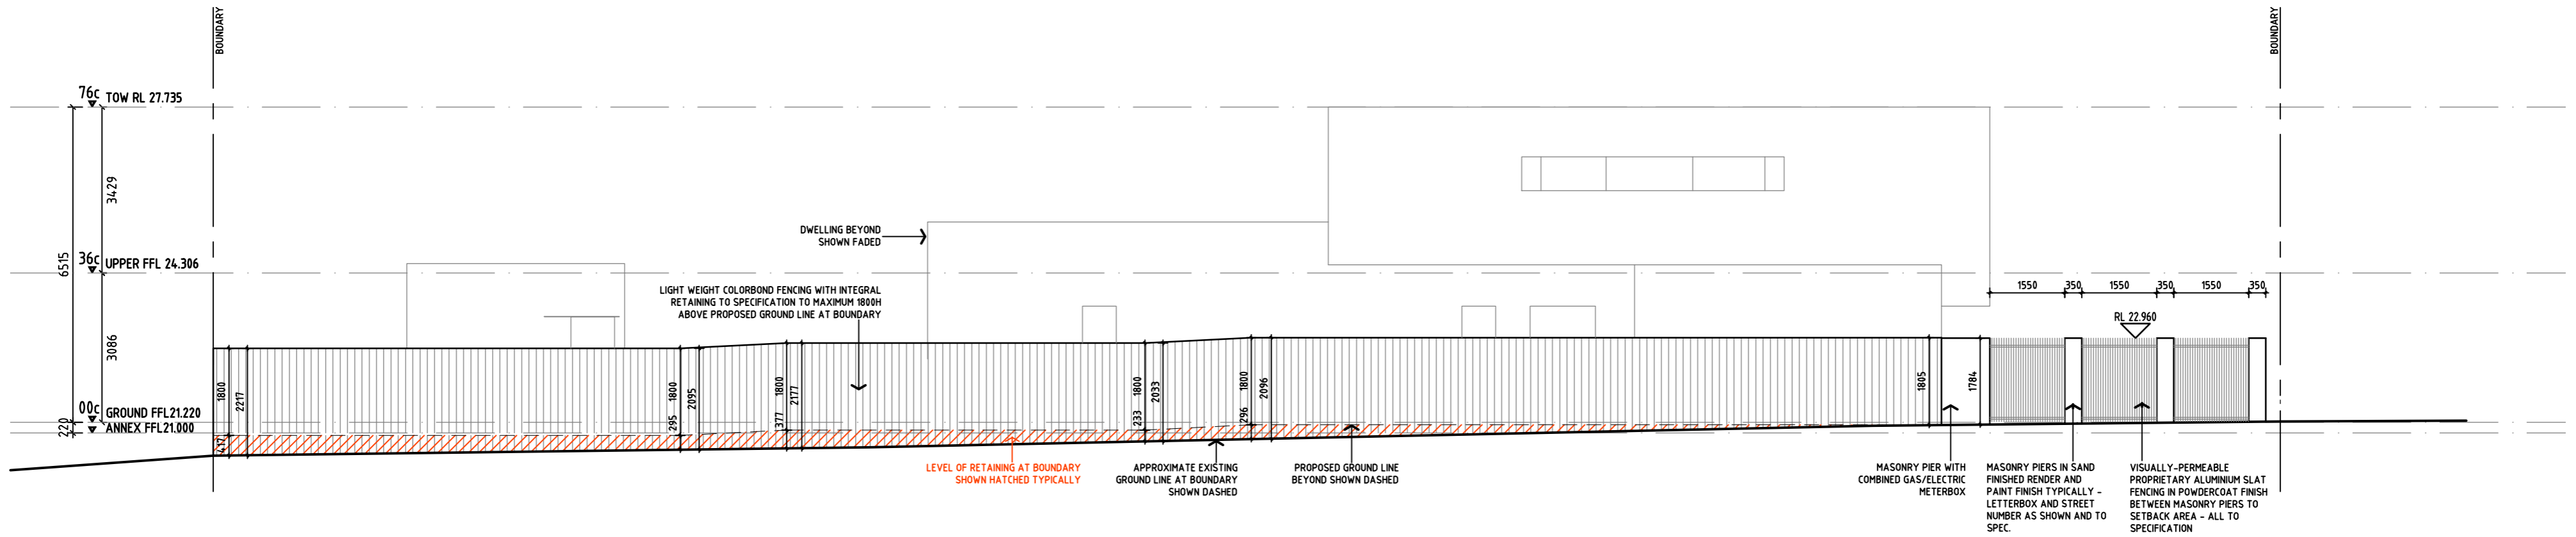 BOUNDARY
BOUNDARY
76c TOW RL 27.735
3429
6515
36c UPPER FFL 24.306
3086
00c GROUND FFL21.220
220 ANNEX FFL21.000
DWELLING BEYOND
SHOWN FADED
LIGHT WEIGHT COLORBOND FENCING WITH INTEGRAL
RETAINING TO SPECIFICATION TO MAXIMUM 1800H
ABOVE PROPOSED GROUND LINE AT BOUNDARY
1550 350 1550 350 1550 350
RL 22.960
1800
2217
417
1800
2095
295
1800
2177
377
1800
2033
233
1800
2096
296
1805
1784
LEVEL OF RETAINING AT BOUNDARY
SHOWN HATCHED TYPICALLY
APPROXIMATE EXISTING
GROUND LINE AT BOUNDARY
SHOWN DASHED
PROPOSED GROUND LINE
BEYOND SHOWN DASHED
MASONRY PIER WITH
COMBINED GAS/ELECTRIC
METERBOX
MASONRY PIERS IN SAND
FINISHED RENDER AND
PAINT FINISH TYPICALLY -
LETTERBOX AND STREET
NUMBER AS SHOWN AND TO
SPEC.
VISUALLY-PERMEABLE
PROPRIETARY ALUMINIUM SLAT
FENCING IN POWDERCOAT FINISH
BETWEEN MASONRY PIERS TO
SETBACK AREA - ALL TO
SPECIFICATION